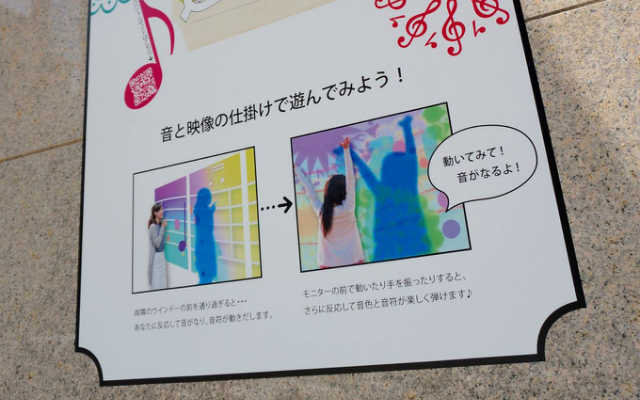 音と映像の仕掛けで遊んでみよう！
動いてみて！
音がなるよ！
のウインドーの前を通り過ぎると・・・
あなたに反応して音がなり、音符が動きだします。
モニターの前で動いたり手を振ったりすると、
さらに反応して音色と音符が楽しく弾けます♪